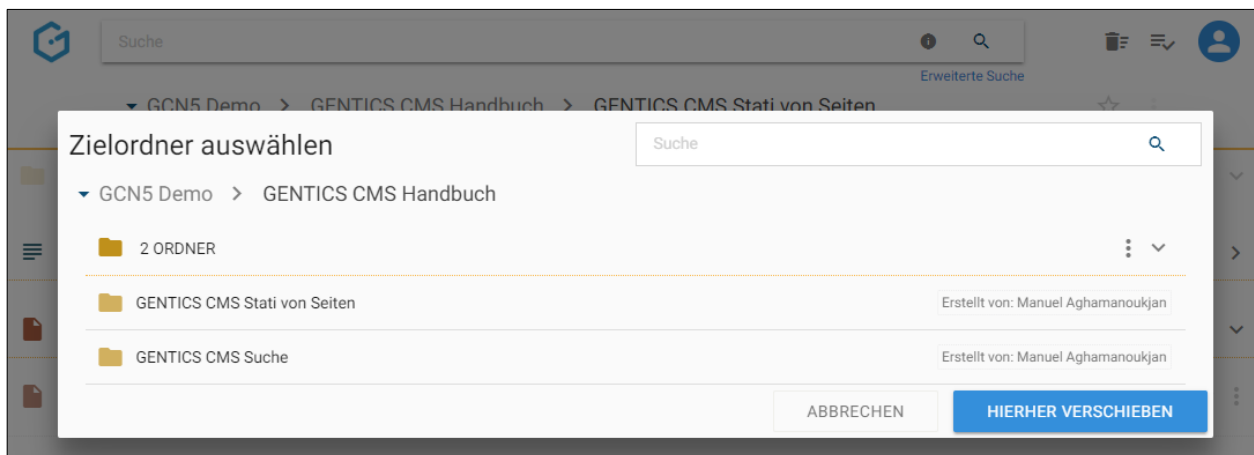 Suche
Erweiterte Suche
GCN5 Demo > GENTICS CMS Handbuch > GENTICS CMS Stati von Seiten
Zielordner auswählen
Suche
GCN5 Demo > GENTICS CMS Handbuch
2 ORDNER
GENTICS CMS Stati von Seiten Erstellt von: Manuel Aghamanoukjan
GENTICS CMS Suche Erstellt von: Manuel Aghamanoukjan
ABBRECHEN HIERHER VERSCHIEBEN